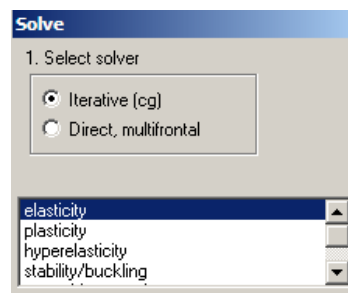 Solve
1. Select solver
Iterative (cg)
Direct, multifrontal
elasticity
plasticity
hyperelasticity
stability/buckling